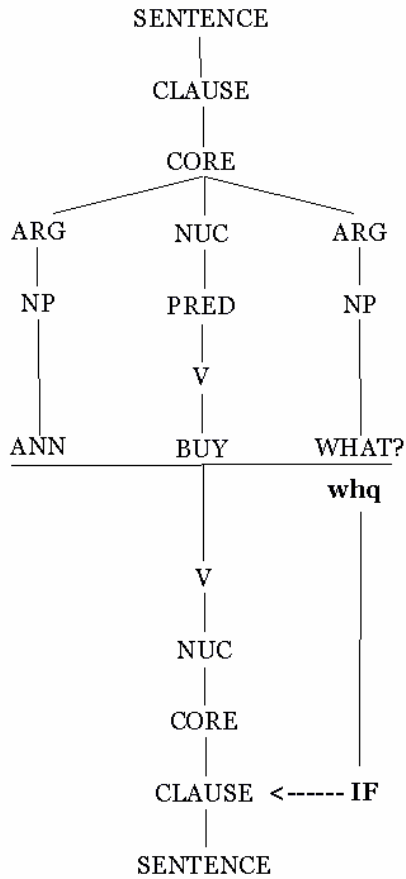 SENTENCE
CLAUSE
CORE
ARG NUC ARG
NP PRED NP
V
ANN BUY WHAT?
whq
V
NUC
CORE
CLAUSE <------ IF
SENTENCE